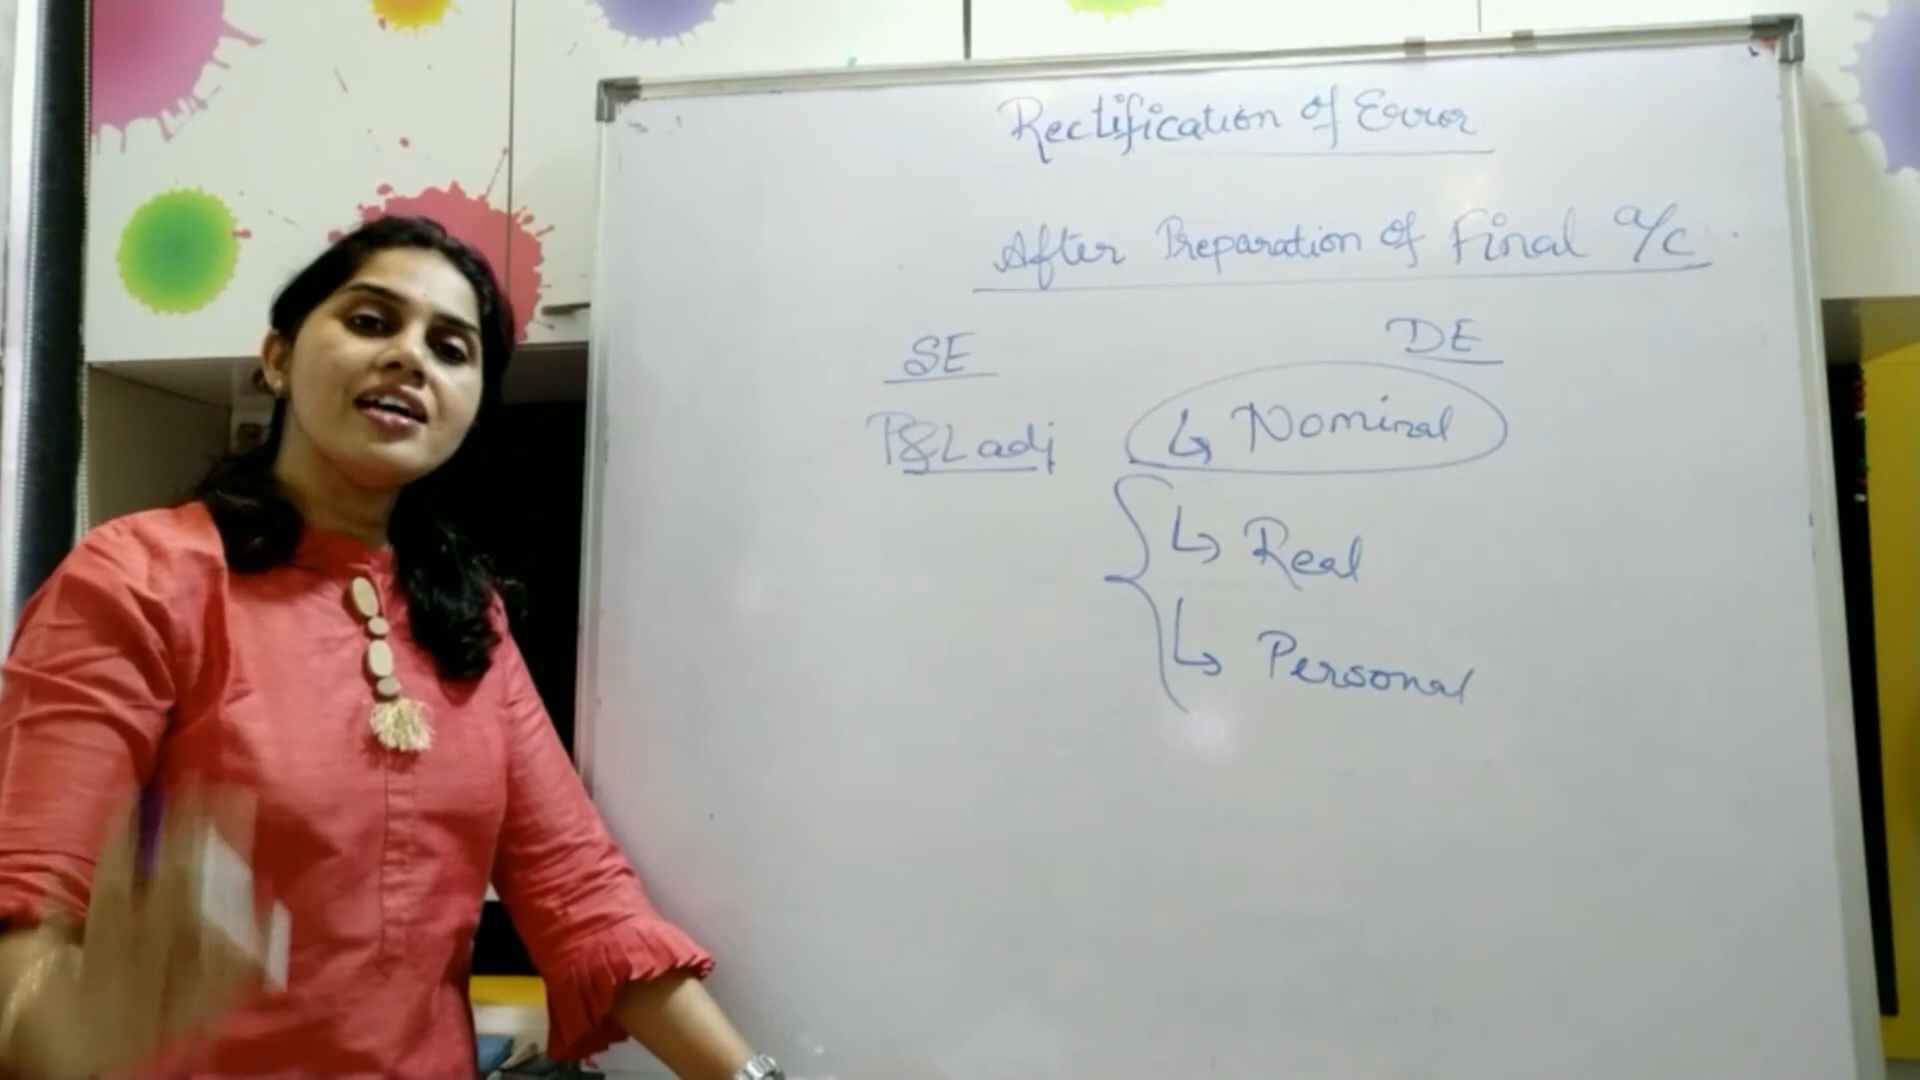 Rectification of Error
After Preparation of Final a/c
SE
DE
P&L adj
↳ Nominal
↳ Real
↳ Personal